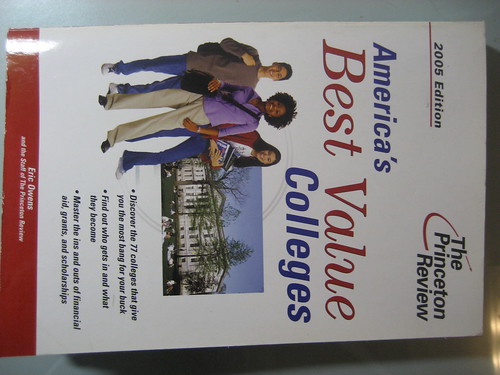 The
Princeton
Review
2005 Edition
America's
Best Value
Colleges
• Discover the 77 colleges that give
you the most bang for your buck
• Find out who gets in and what
they become
• Master the ins and outs of financial
aid, grants, and scholarships
Eric Owens
and the Staff of The Princeton Review